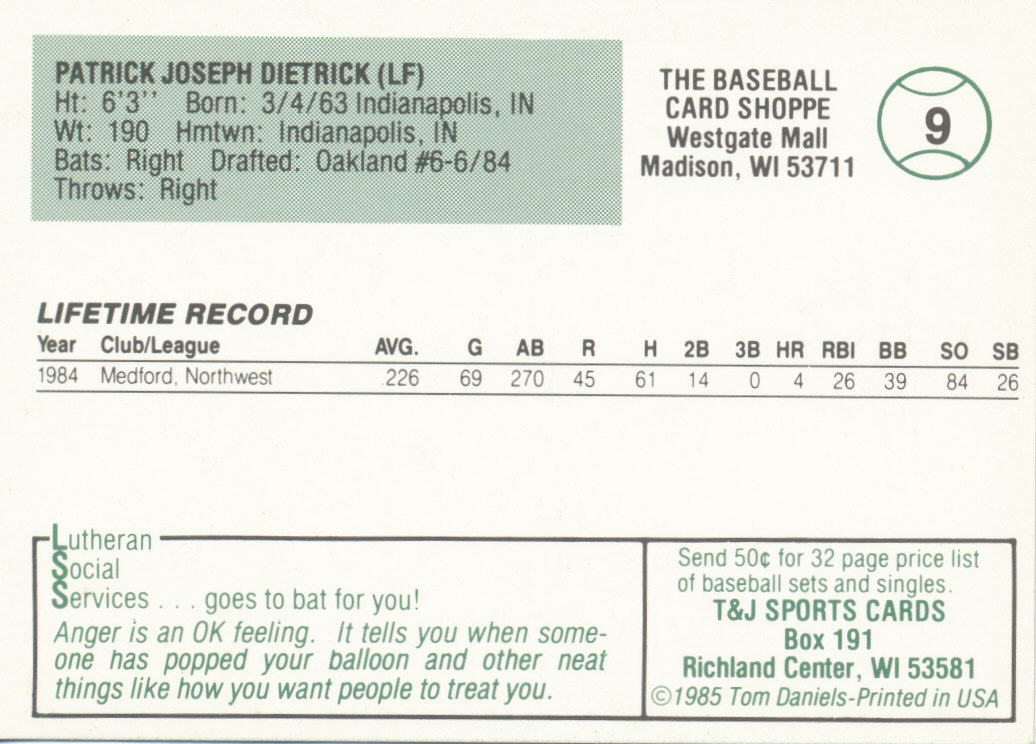 PATRICK JOSEPH DIETRICK (LF)
Ht: 6'3'' Born: 3/4/63 Indianapolis, IN
Wt: 190 Hmtwn: Indianapolis, IN
Bats: Right Drafted: Oakland #6-6/84
Throws: Right
THE BASEBALL
CARD SHOPPE
Westgate Mall
Madison, WI 53711
9
LIFETIME RECORD
Year Club/League AVG. G AB R H 2B 3B HR RBI BB SO SB
1984 Medford, Northwest .226 69 270 45 61 14 0 4 26 39 84 26
Lutheran
Social
Services . . . goes to bat for you!
Anger is an OK feeling. It tells you when some-
one has popped your balloon and other neat
things like how you want people to treat you.
Send 50¢ for 32 page price list
of baseball sets and singles.
T&J SPORTS CARDS
Box 191
Richland Center, WI 53581
©1985 Tom Daniels-Printed in USA